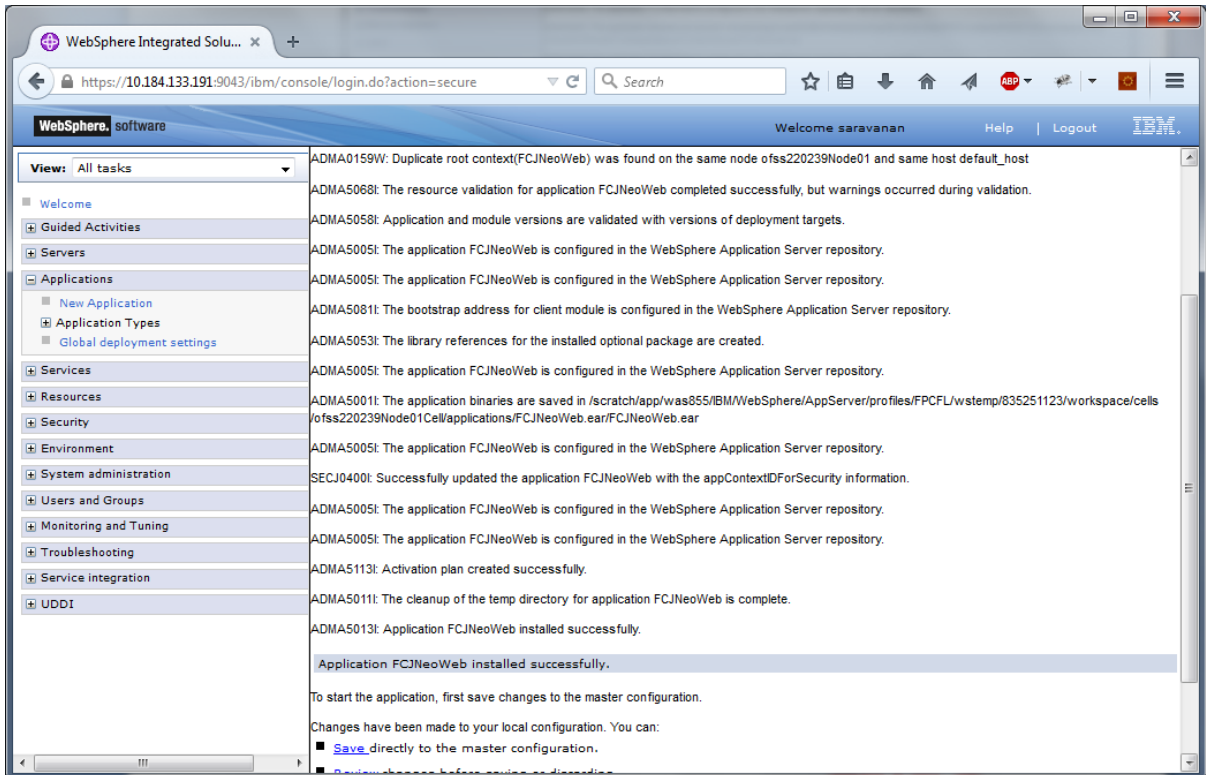 WebSphere Integrated Solu...
https://10.184.133.191:9043/ibm/console/login.do?action=secure
Search
ABP
WebSphere. software
Welcome saravanan
Help | Logout
IBM.
View: All tasks
Welcome
Guided Activities
Servers
Applications
New Application
Application Types
Global deployment settings
Services
Resources
Security
Environment
System administration
Users and Groups
Monitoring and Tuning
Troubleshooting
Service integration
UDDI
ADMA0159W: Duplicate root context(FCJNeoWeb) was found on the same node ofss220239Node01 and same host default_host
ADMA5068I: The resource validation for application FCJNeoWeb completed successfully, but warnings occurred during validation.
ADMA5058I: Application and module versions are validated with versions of deployment targets.
ADMA5005I: The application FCJNeoWeb is configured in the WebSphere Application Server repository.
ADMA5005I: The application FCJNeoWeb is configured in the WebSphere Application Server repository.
ADMA5081I: The bootstrap address for client module is configured in the WebSphere Application Server repository.
ADMA5053I: The library references for the installed optional package are created.
ADMA5005I: The application FCJNeoWeb is configured in the WebSphere Application Server repository.
ADMA5001I: The application binaries are saved in /scratch/app/was855/IBM/WebSphere/AppServer/profiles/FPCFL/wstemp/835251123/workspace/cells
/ofss220239Node01Cell/applications/FCJNeoWeb.ear/FCJNeoWeb.ear
ADMA5005I: The application FCJNeoWeb is configured in the WebSphere Application Server repository.
SECJ0400I: Successfully updated the application FCJNeoWeb with the appContextIDForSecurity information.
ADMA5005I: The application FCJNeoWeb is configured in the WebSphere Application Server repository.
ADMA5005I: The application FCJNeoWeb is configured in the WebSphere Application Server repository.
ADMA5113I: Activation plan created successfully.
ADMA5011I: The cleanup of the temp directory for application FCJNeoWeb is complete.
ADMA5013I: Application FCJNeoWeb installed successfully.
Application FCJNeoWeb installed successfully.
To start the application, first save changes to the master configuration.
Changes have been made to your local configuration. You can:
Save directly to the master configuration.
Review changes before saving or discarding.